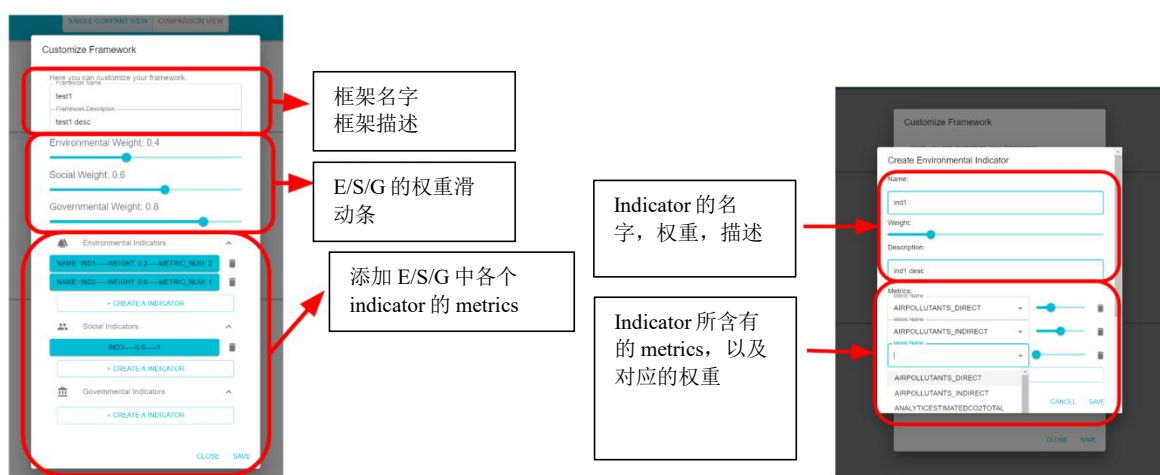 SINGLE COMPANY VIEW
COMPARISON VIEW
Customize Framework
Here you can customize your framework.
Framework Name
test1
Framework Description
test1 desc
Environmental Weight: 0.4
Social Weight: 0.6
Governmental Weight: 0.8
Environmental Indicators
NAME: IND1-----WEIGHT: 0.2-----METRIC_NUM: 2
NAME: IND2-----WEIGHT: 0.6-----METRIC_NUM: 1
+ CREATE A INDICATOR
Social Indicators
IND3----0.6----1
+ CREATE A INDICATOR
Governmental Indicators
+ CREATE A INDICATOR
CLOSE
SAVE
框架名字
框架描述
E/S/G 的权重滑
动条
添加 E/S/G 中各个
indicator 的 metrics
Indicator 的名
字，权重，描述
Indicator 所含有
的 metrics，以及
对应的权重
Customize Framework
Create Environmental Indicator
Name:
ind1
Weight:
Description:
ind1 desc
Metrics:
Metric Name
AIRPOLLUTANTS_DIRECT
Metric Name
AIRPOLLUTANTS_INDIRECT
Metric Name
AIRPOLLUTANTS_DIRECT
AIRPOLLUTANTS_INDIRECT
ANALYTICESTIMATEDCO2TOTAL
CANCEL
SAVE
CLOSE
SAVE